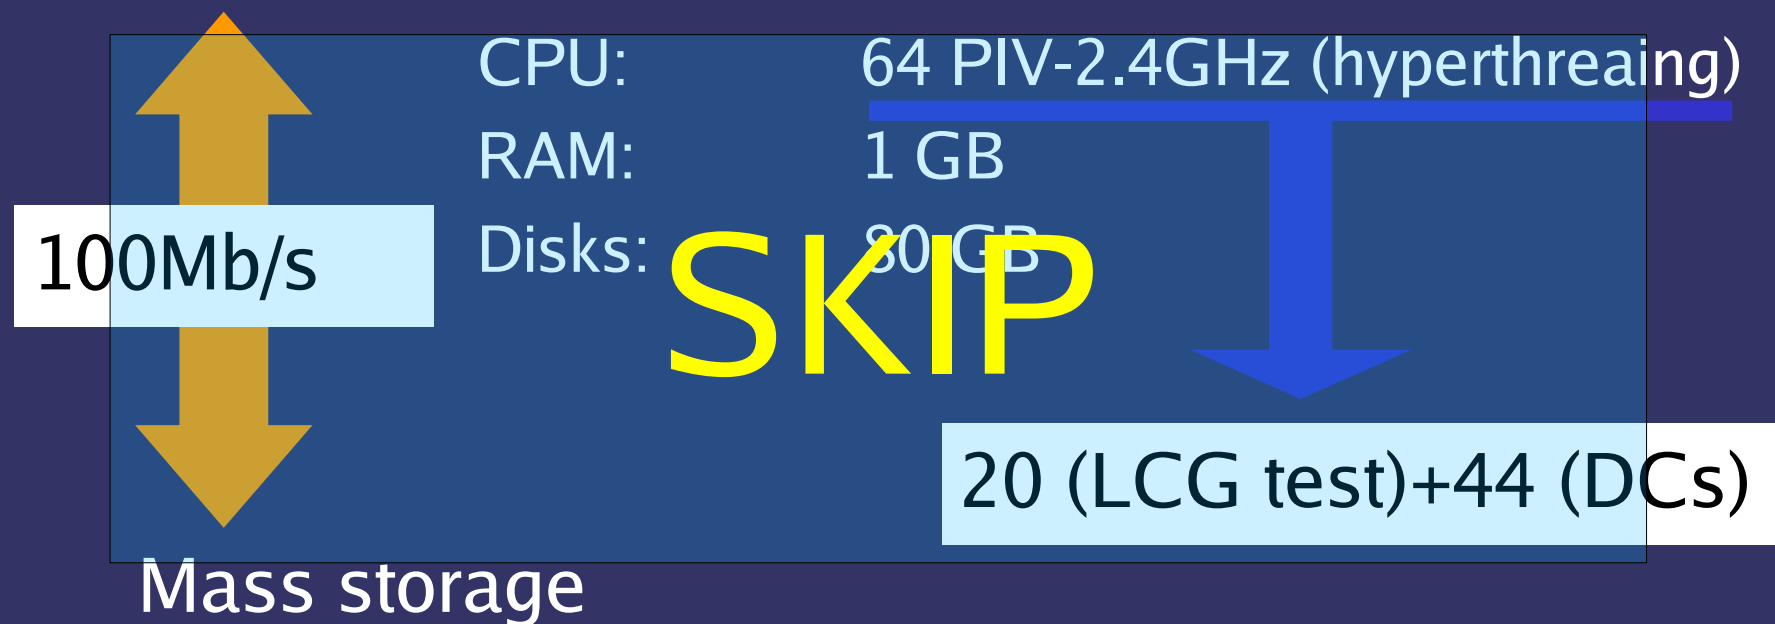 CPU: 64 PIV-2.4GHz (hyperthreaing)
RAM: 1 GB
100Mb/s
Disks: 80 GB
SKIP
20 (LCG test)+44 (DCs)
Mass storage